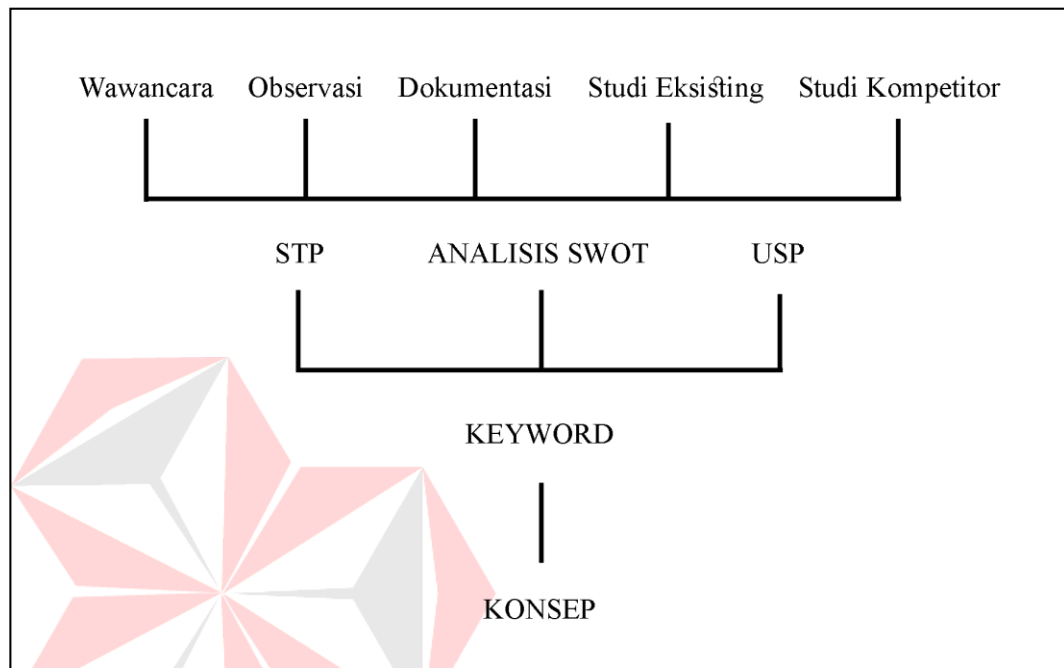 Wawancara Observasi Dokumentasi Studi Eksisting Studi Kompetitor
STP ANALISIS SWOT USP
KEYWORD
KONSEP